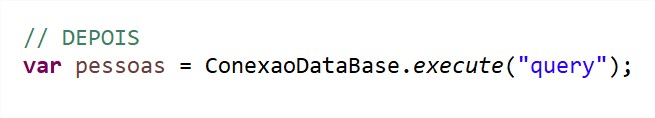 // DEPOIS
var pessoas = ConexaoDataBase.execute("query");